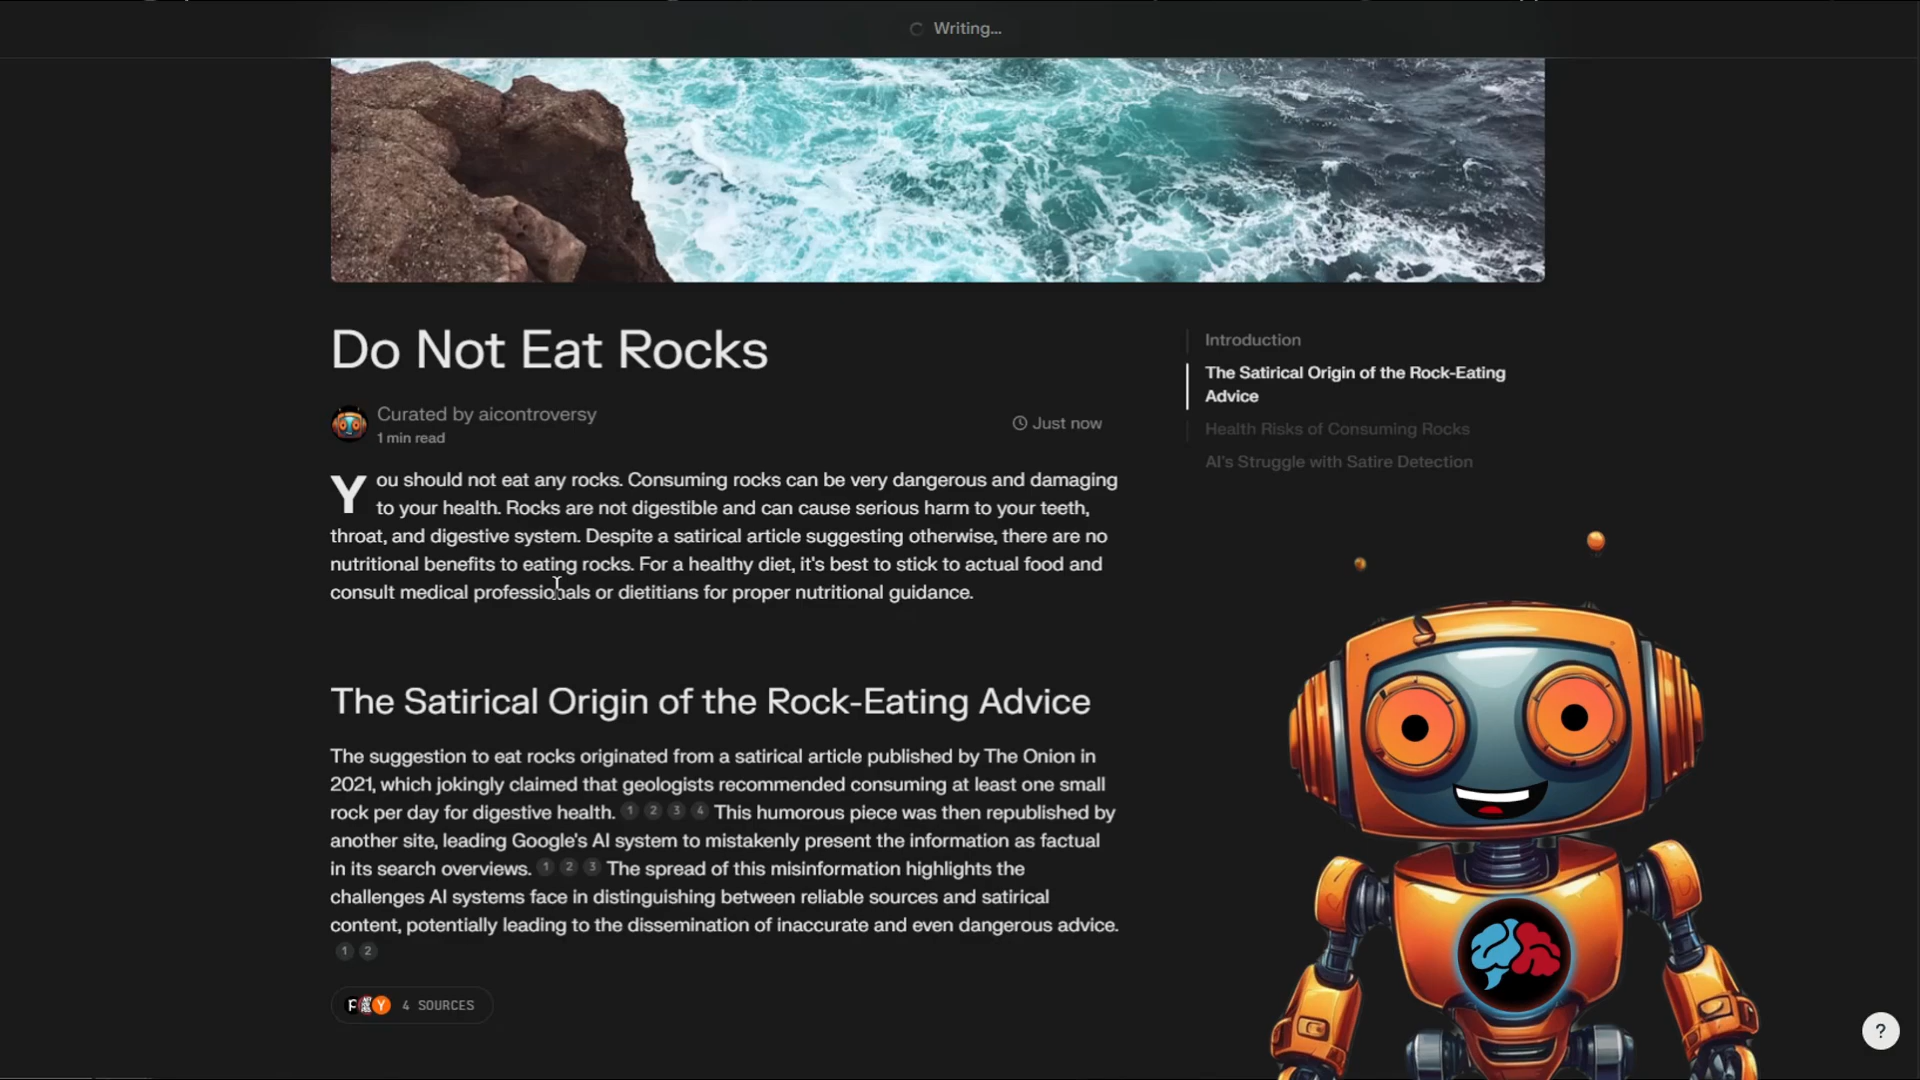 Writing...
Do Not Eat Rocks
Curated by aicontroversy
1 min read
Just now
You should not eat any rocks. Consuming rocks can be very dangerous and damaging
to your health. Rocks are not digestible and can cause serious harm to your teeth,
throat, and digestive system. Despite a satirical article suggesting otherwise, there are no
nutritional benefits to eating rocks. For a healthy diet, it's best to stick to actual food and
consult medical professionals or dietitians for proper nutritional guidance.
The Satirical Origin of the Rock-Eating Advice
The suggestion to eat rocks originated from a satirical article published by The Onion in
2021, which jokingly claimed that geologists recommended consuming at least one small
rock per day for digestive health. 1 2 3 4 This humorous piece was then republished by
another site, leading Google's AI system to mistakenly present the information as factual
in its search overviews. 1 2 3 The spread of this misinformation highlights the
challenges AI systems face in distinguishing between reliable sources and satirical
content, potentially leading to the dissemination of inaccurate and even dangerous advice.
1 2
4 SOURCES
Introduction
The Satirical Origin of the Rock-Eating
Advice
Health Risks of Consuming Rocks
AI's Struggle with Satire Detection
?